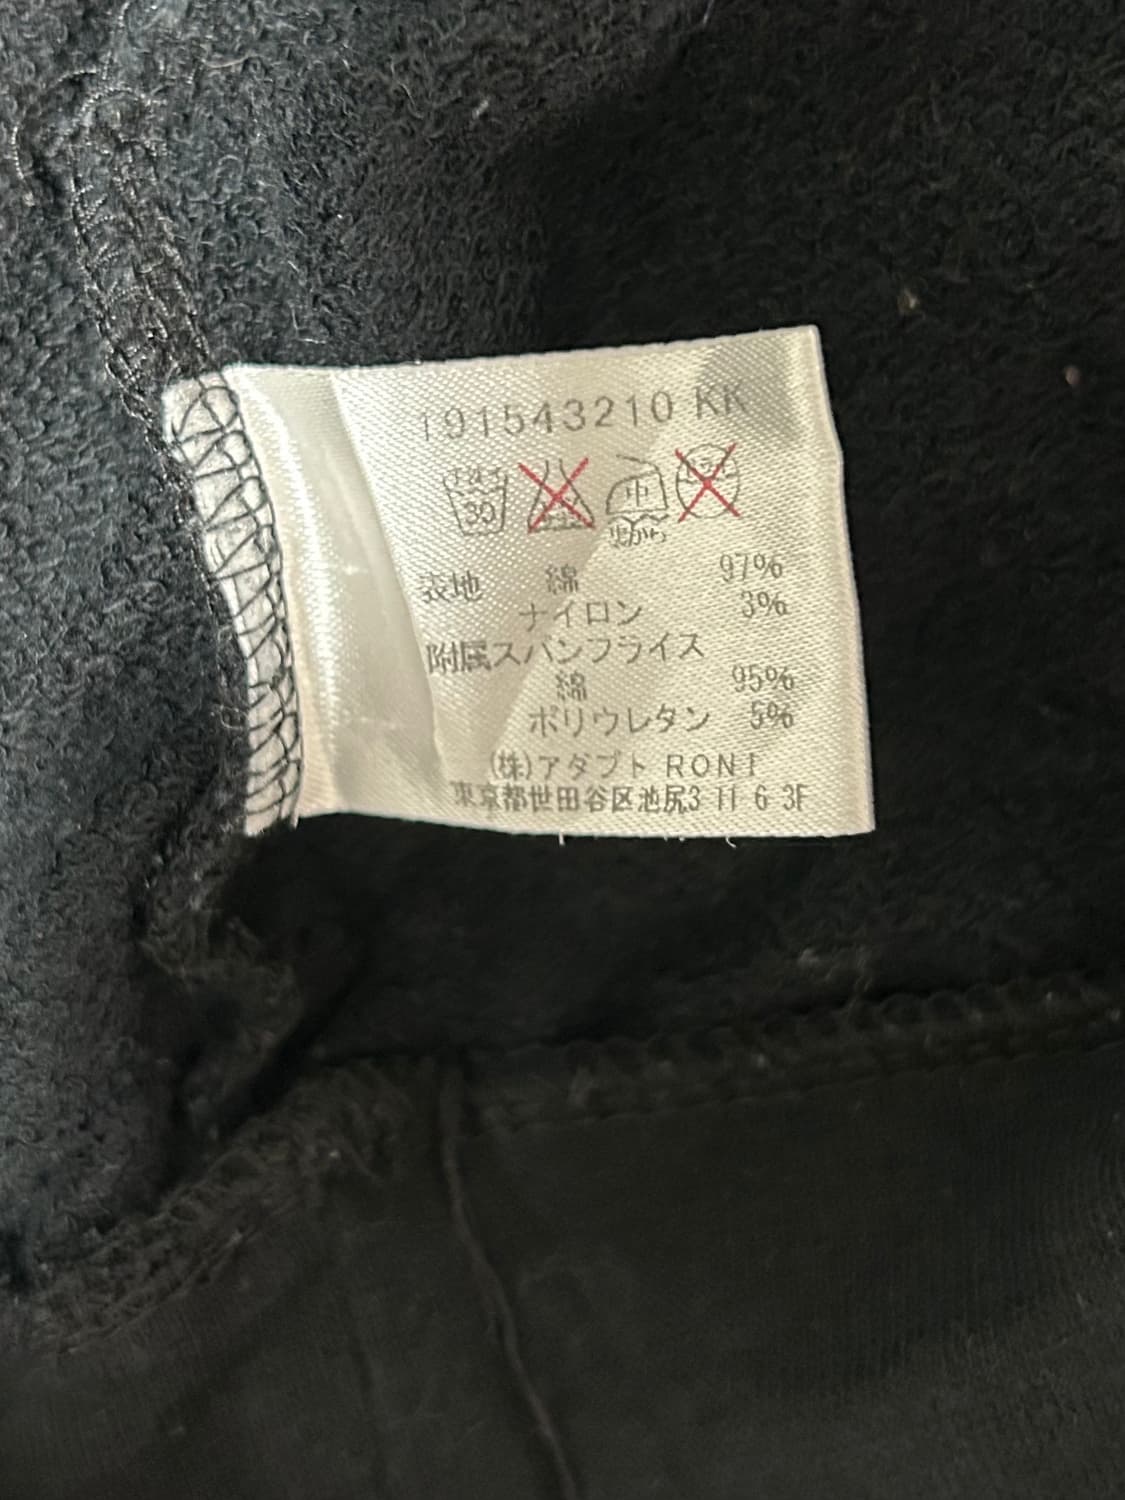 191543210 KK
30
中
表地 綿 97%
ナイロン 3%
附属スパンフライス
綿 95%
ポリウレタン 5%
(株)アダプト RONI
東京都世田谷区池尻3 11 6 3F